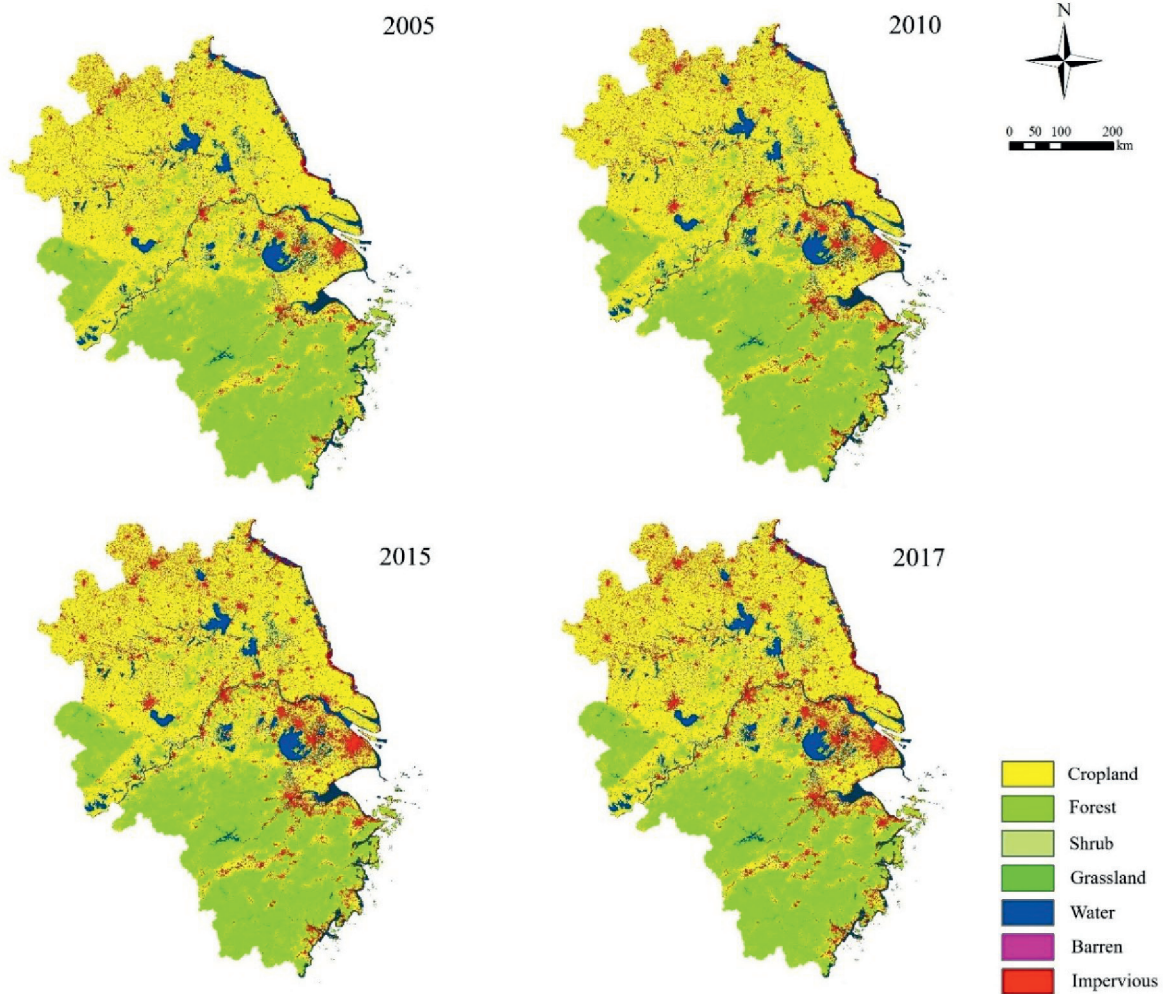 2005
2010
N
0 50 100 200
km
2015
2017
Cropland
Forest
Shrub
Grassland
Water
Barren
Impervious